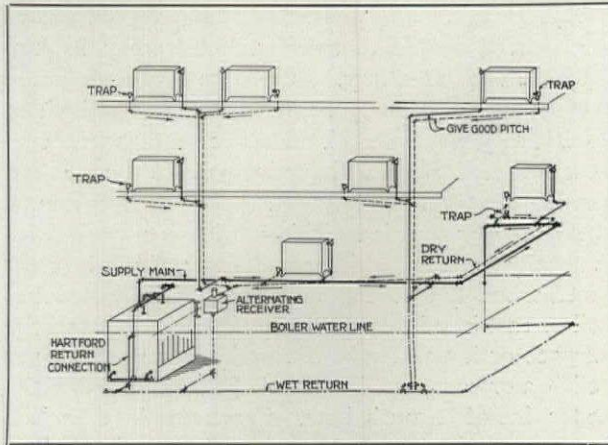 TRAP
TRAP
GIVE GOOD PITCH
TRAP
TRAP
DRY
RETURN
SUPPLY MAIN
ALTERNATING
RECEIVER
BOILER WATER LINE
HARTFORD
RETURN
CONNECTION
WET RETURN